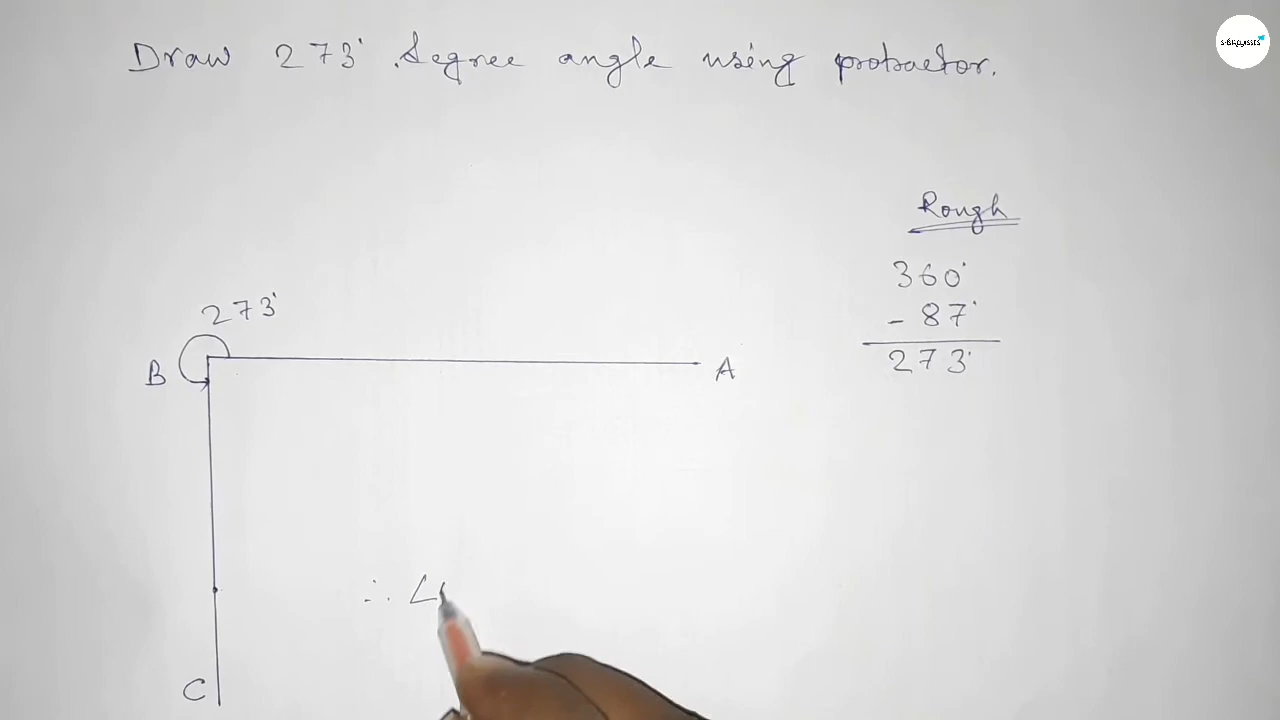 Draw 273° degree angle using protractor.
Rough
360°
- 87°
273°
273°
B
A
C
∴ ∠